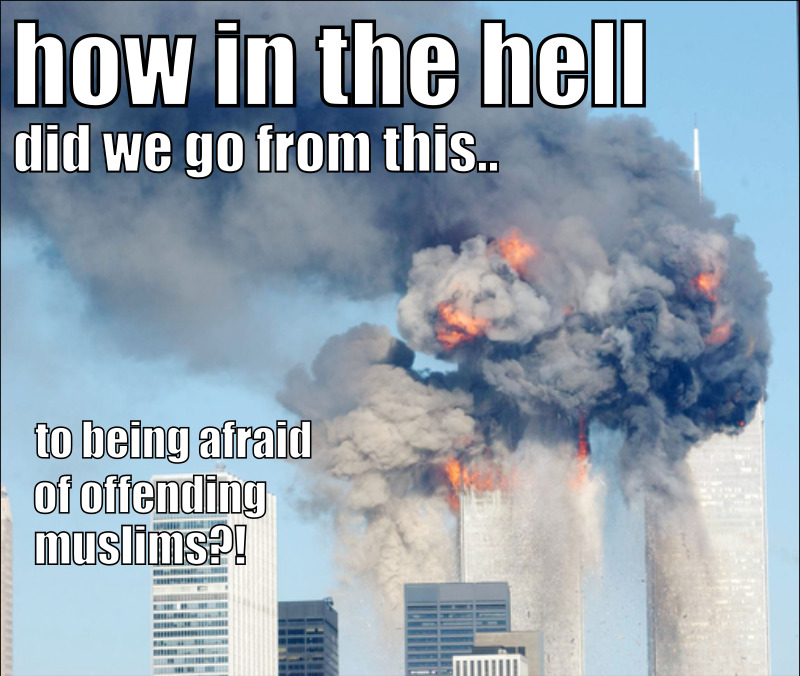 how in the hell
did we go from this..
to being afraid
of offending
muslims?!